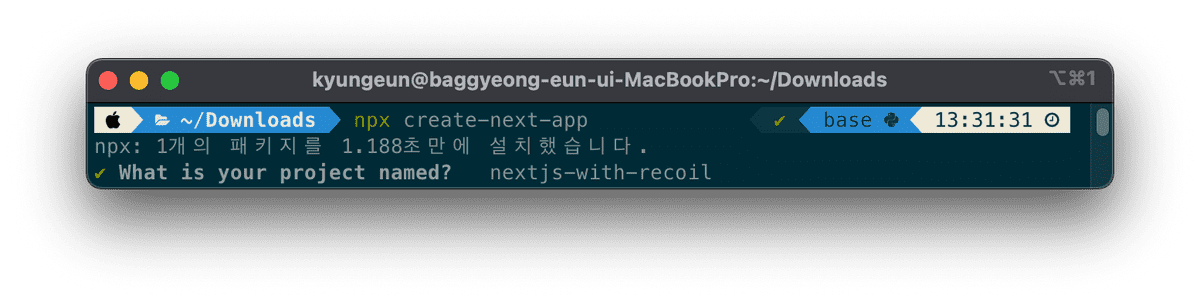 kyungeun@baggyeong-eun-ui-MacBookPro:~/Downloads ⌥⌘1
~/Downloads npx create-next-app ✔ base 13:31:31
npx: 1개의 패키지를 1.188초만에 설치했습니다.
✔ What is your project named? nextjs-with-recoil